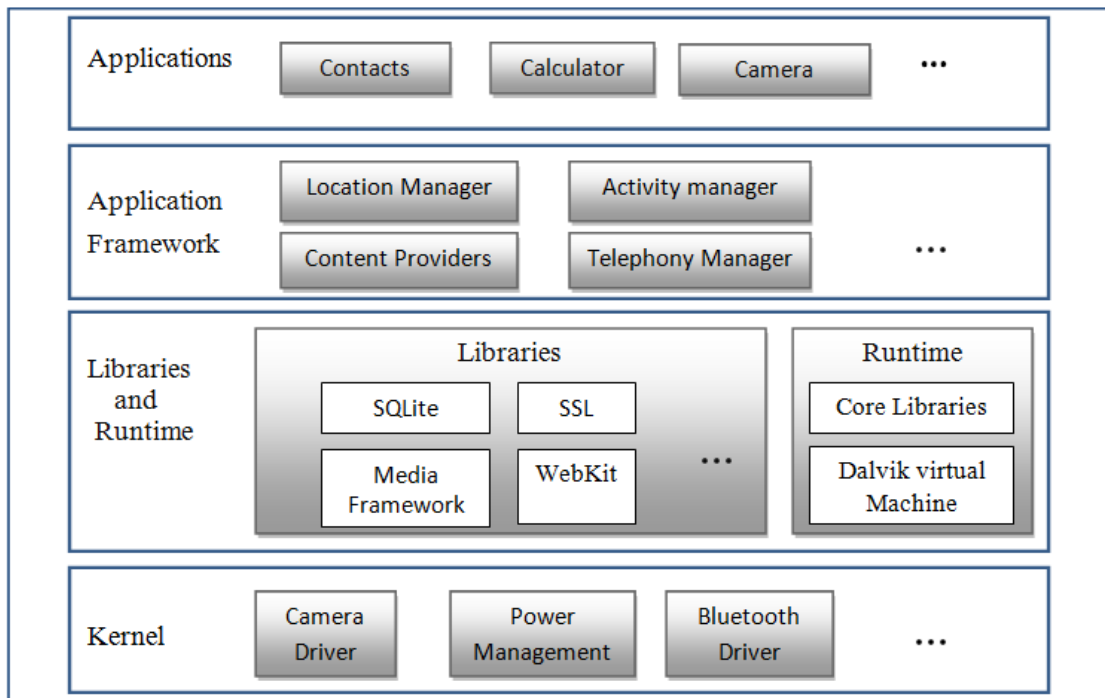 Applications
Contacts
Calculator
Camera
...
Application
Framework
Location Manager
Activity manager
Content Providers
Telephony Manager
...
Libraries
and
Runtime
Libraries
SQLite
SSL
Media
Framework
WebKit
...
Runtime
Core Libraries
Dalvik virtual
Machine
Kernel
Camera
Driver
Power
Management
Bluetooth
Driver
...